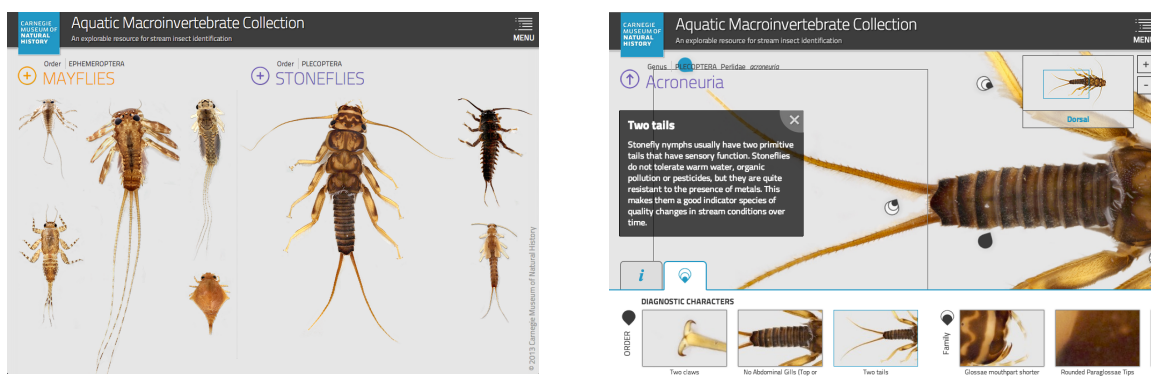 CARNEGIE
MUSEUM OF
NATURAL
HISTORY
Aquatic Macroinvertebrate Collection
An explorable resource for stream insect identification
MENU
Order | EPHEMEROPTERA
MAYFLIES
Order | PLECOPTERA
STONEFLIES
© 2013 Carnegie Museum of Natural History
CARNEGIE
MUSEUM OF
NATURAL
HISTORY
Aquatic Macroinvertebrate Collection
An explorable resource for stream insect identification
MENU
Genus | PLECOPTERA Perlidae acroneuria
Acroneuria
Dorsal
+
-
Two tails
Stonefly nymphs usually have two primitive
tails that have sensory function. Stoneflies
do not tolerate warm water, organic
pollution or pesticides, but they are quite
resistant to the presence of metals. This
makes them a good indicator species of
quality changes in stream conditions over
time.
i
DIAGNOSTIC CHARACTERS
ORDER
Two claws
No Abdominal Gills (Top or
Two tails
Family
Glossae mouthpart shorter
Rounded Paraglossae Tips